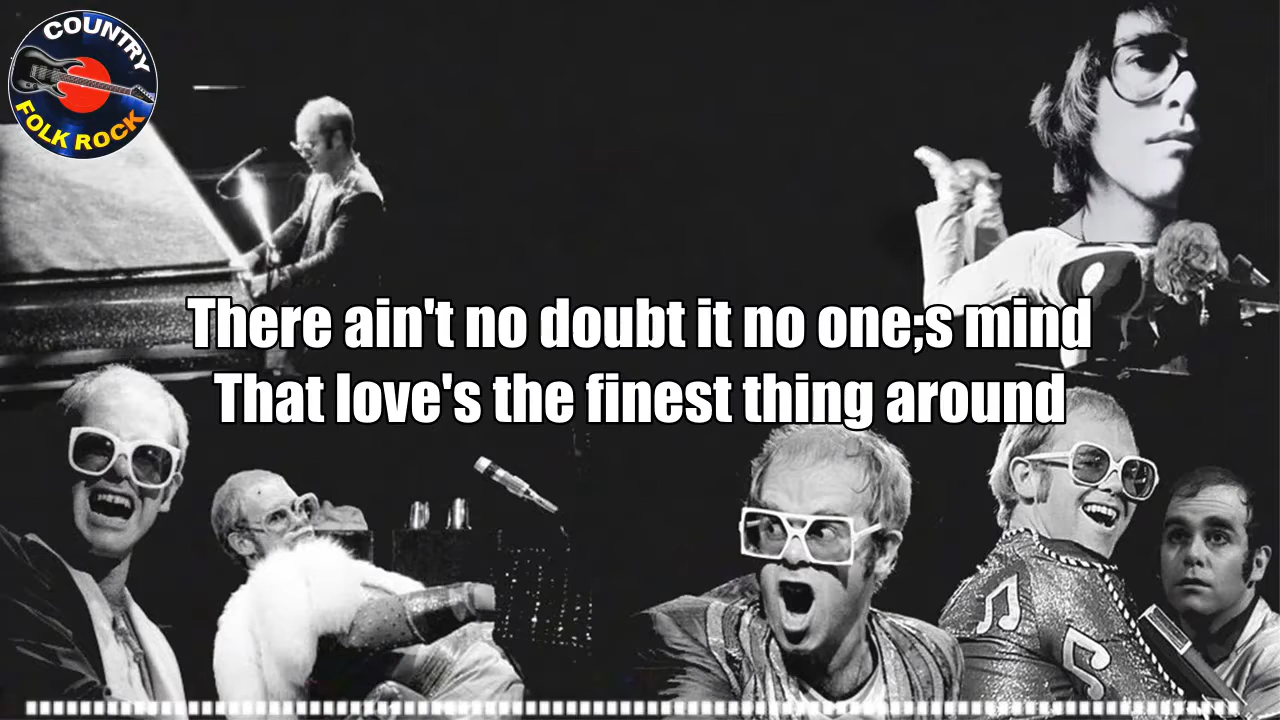 COUNTRY
FOLK ROCK
There ain't no doubt it no one;s mind
That love's the finest thing around